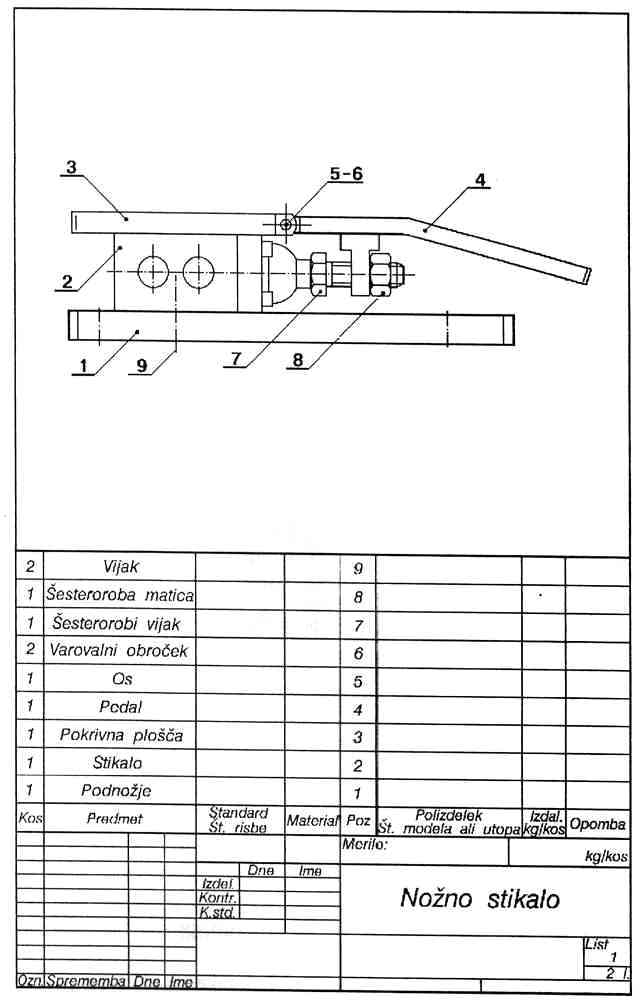 3
5-6
4
2
1
9
7
8
2 Vijak 9
1 Šesteroroba matica 8
1 Šesterorobi vijak 7
2 Varovalni obroček 6
1 Os 5
1 Pedal 4
1 Pokrivna plošča 3
1 Stikalo 2
1 Podnožje 1
Kos Predmet Standard Št. risbe Material Poz Polizdelek Št. modela ali utopa Izdal. kg/kos Opomba
Merilo: kg/kos
Dne Ime
Izdel.
Kontr.
K.std.
Nožno stikalo
List
1
2 l.
Ozn. Sprememba Dne Ime